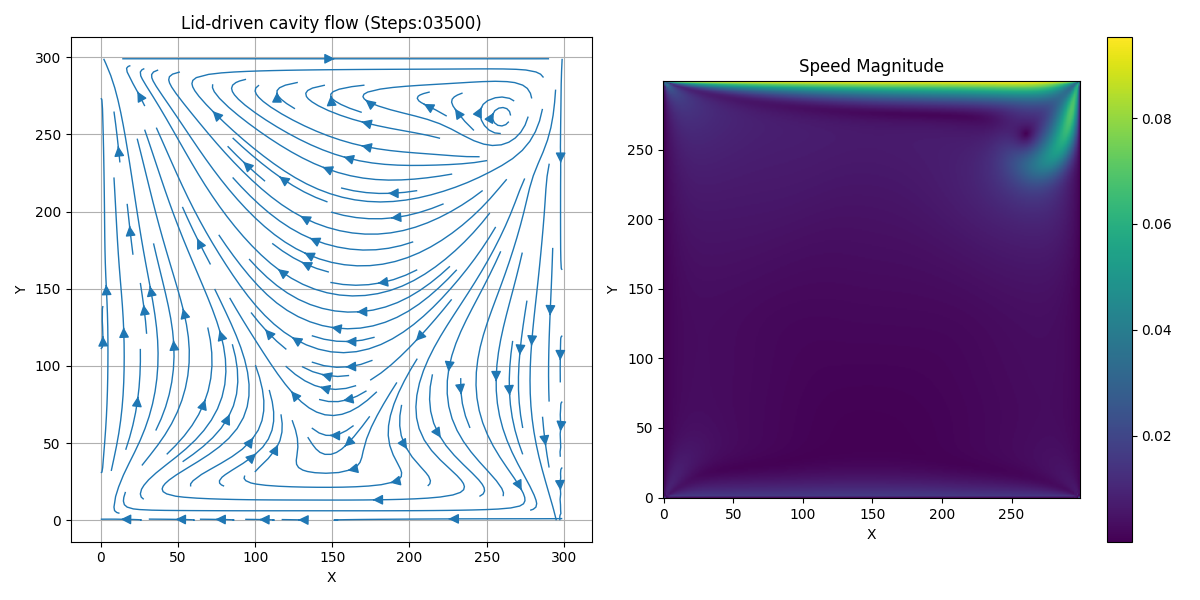 Lid-driven cavity flow (Steps:03500)
300
250
200
150
100
50
0
Y
0 50 100 150 200 250 300
X
Speed Magnitude
250
200
150
100
50
0
Y
0 50 100 150 200 250
X
0.08
0.06
0.04
0.02